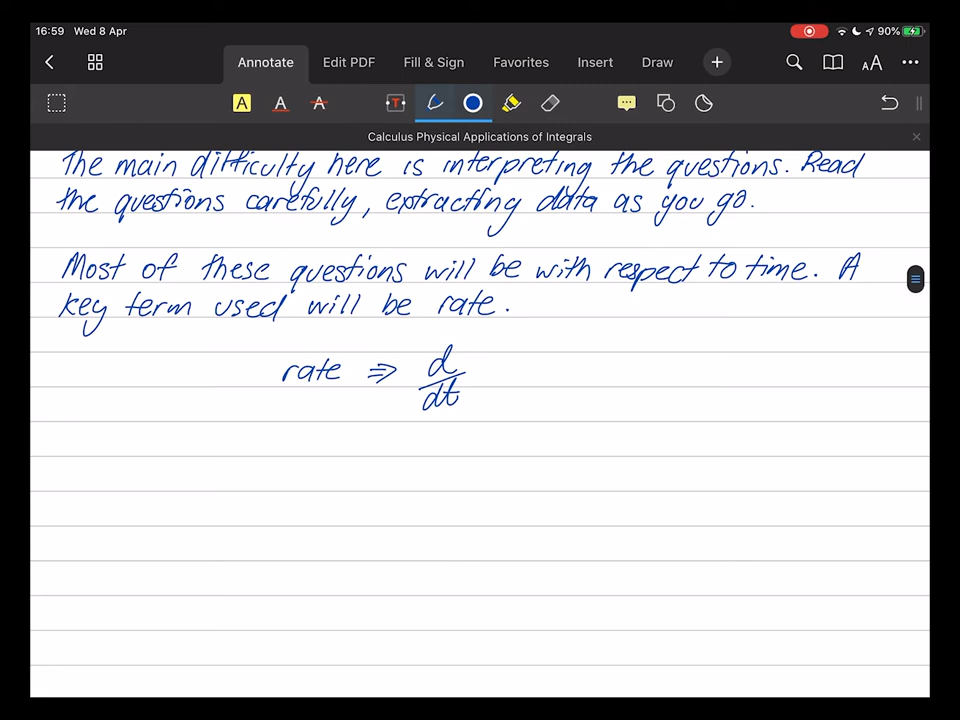 16:59 Wed 8 Apr 90%
Annotate Edit PDF Fill & Sign Favorites Insert Draw
AA
A A T T
Calculus Physical Applications of Integrals
The main difficulty here is interpreting the questions. Read
the questions carefully, extracting data as you go.
Most of these questions will be with respect to time. A
key term used will be rate.
rate ⇒ d/dt